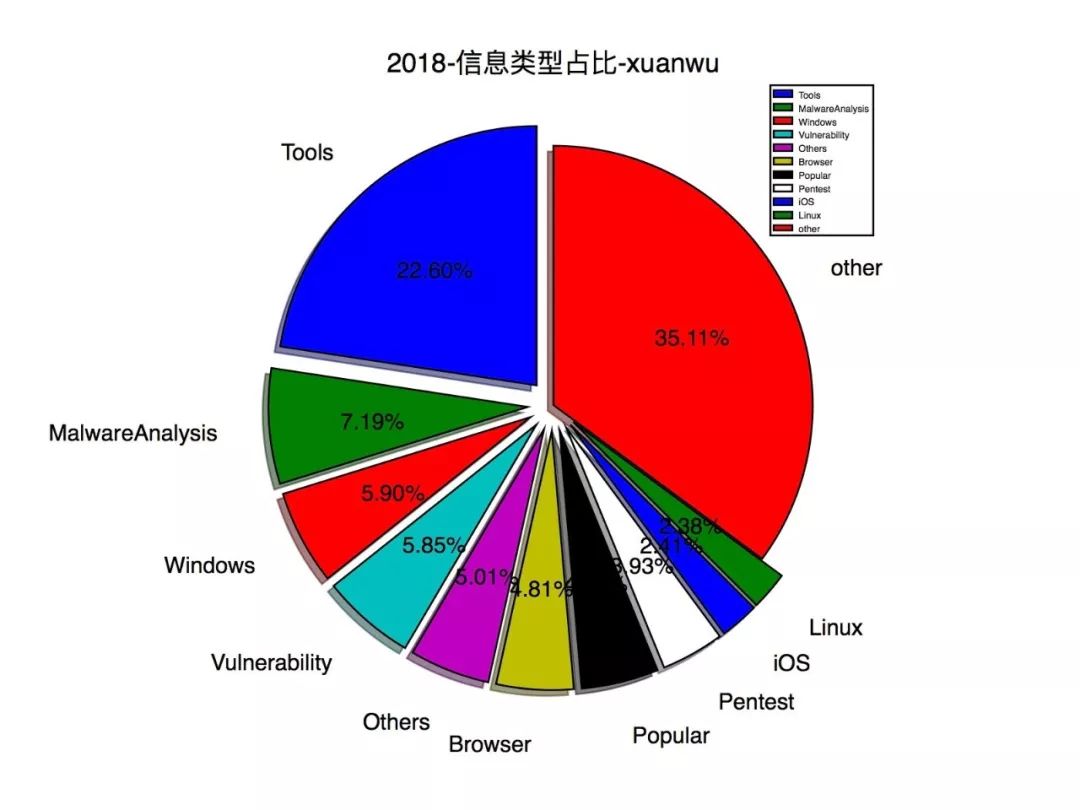 2018-信息类型占比-xuanwu
Tools
MalwareAnalysis
Windows
Vulnerability
Others
Browser
Popular
Pentest
iOS
Linux
other
Tools
other
22.60%
35.11%
MalwareAnalysis
7.19%
5.90%
5.85%
5.01%
4.81%
3.93%
2.41%
2.38%
Windows
Vulnerability
Others
Browser
Popular
Pentest
iOS
Linux